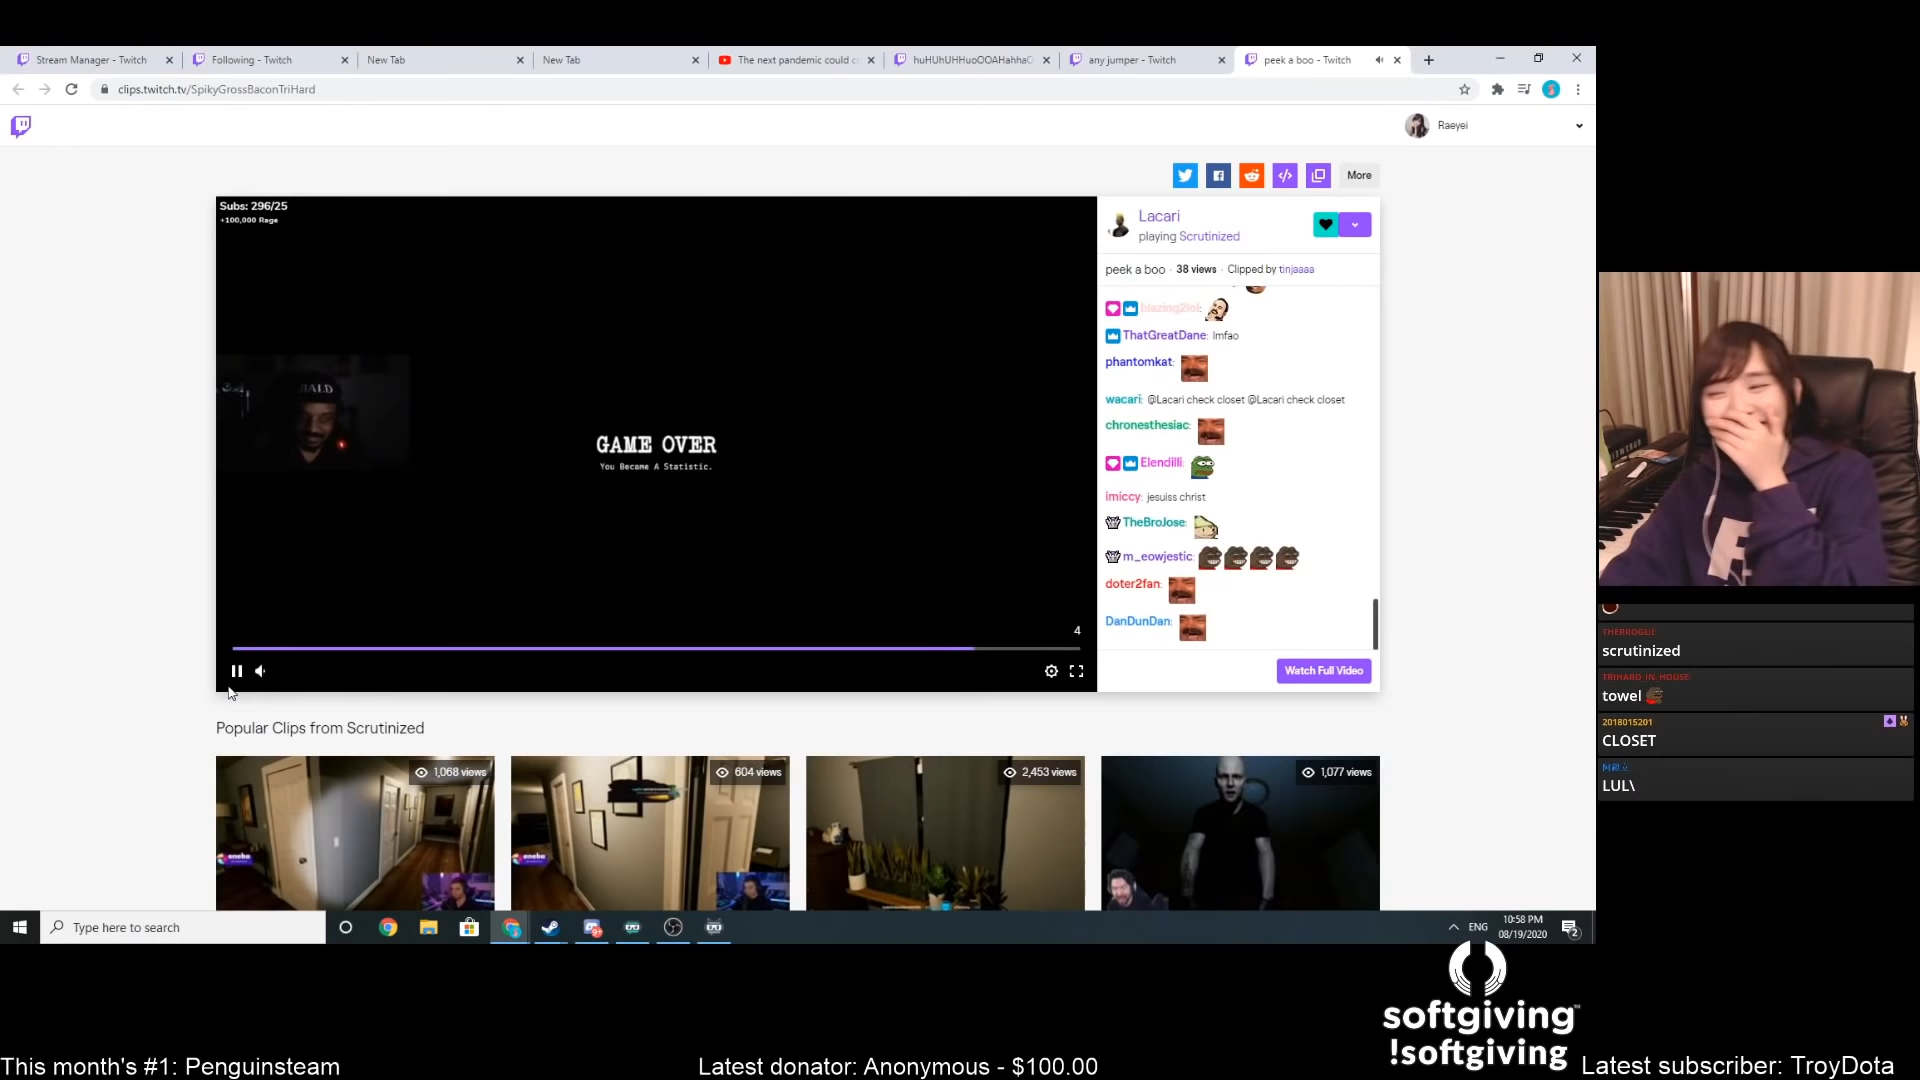 Stream Manager - Twitch
Following - Twitch
New Tab
New Tab
The next pandemic could c
huHUhUHHuoOOAHahhaC
any jumper - Twitch
peek a boo - Twitch
clips.twitch.tv/SpikyGrossBaconTriHard
Raeyei
More
Subs: 296/25
+100,000 Rage
BALD
GAME OVER
You Became A Statistic.
4
Lacari
playing Scrutinized
peek a boo · 38 views · Clipped by tinjaaaa
blazing2lol:
ThatGreatDane: lmfao
phantomkat:
wacari: @Lacari check closet @Lacari check closet
chronesthesiac:
Elendilli:
imiccy: jesuiss christ
TheBroJose:
m_eowjestic:
doter2fan:
DanDunDan:
Watch Full Video
Popular Clips from Scrutinized
1,068 views
604 views
2,453 views
1,077 views
eneba
THERROGUE
scrutinized
TRIHARD_IN_HOUSE
towel
2018015201
CLOSET
LUL\
Type here to search
ENG
10:58 PM
08/19/2020
2
softgiving™
!softgiving
This month's #1: Penguinsteam
Latest donator: Anonymous - $100.00
Latest subscriber: TroyDota